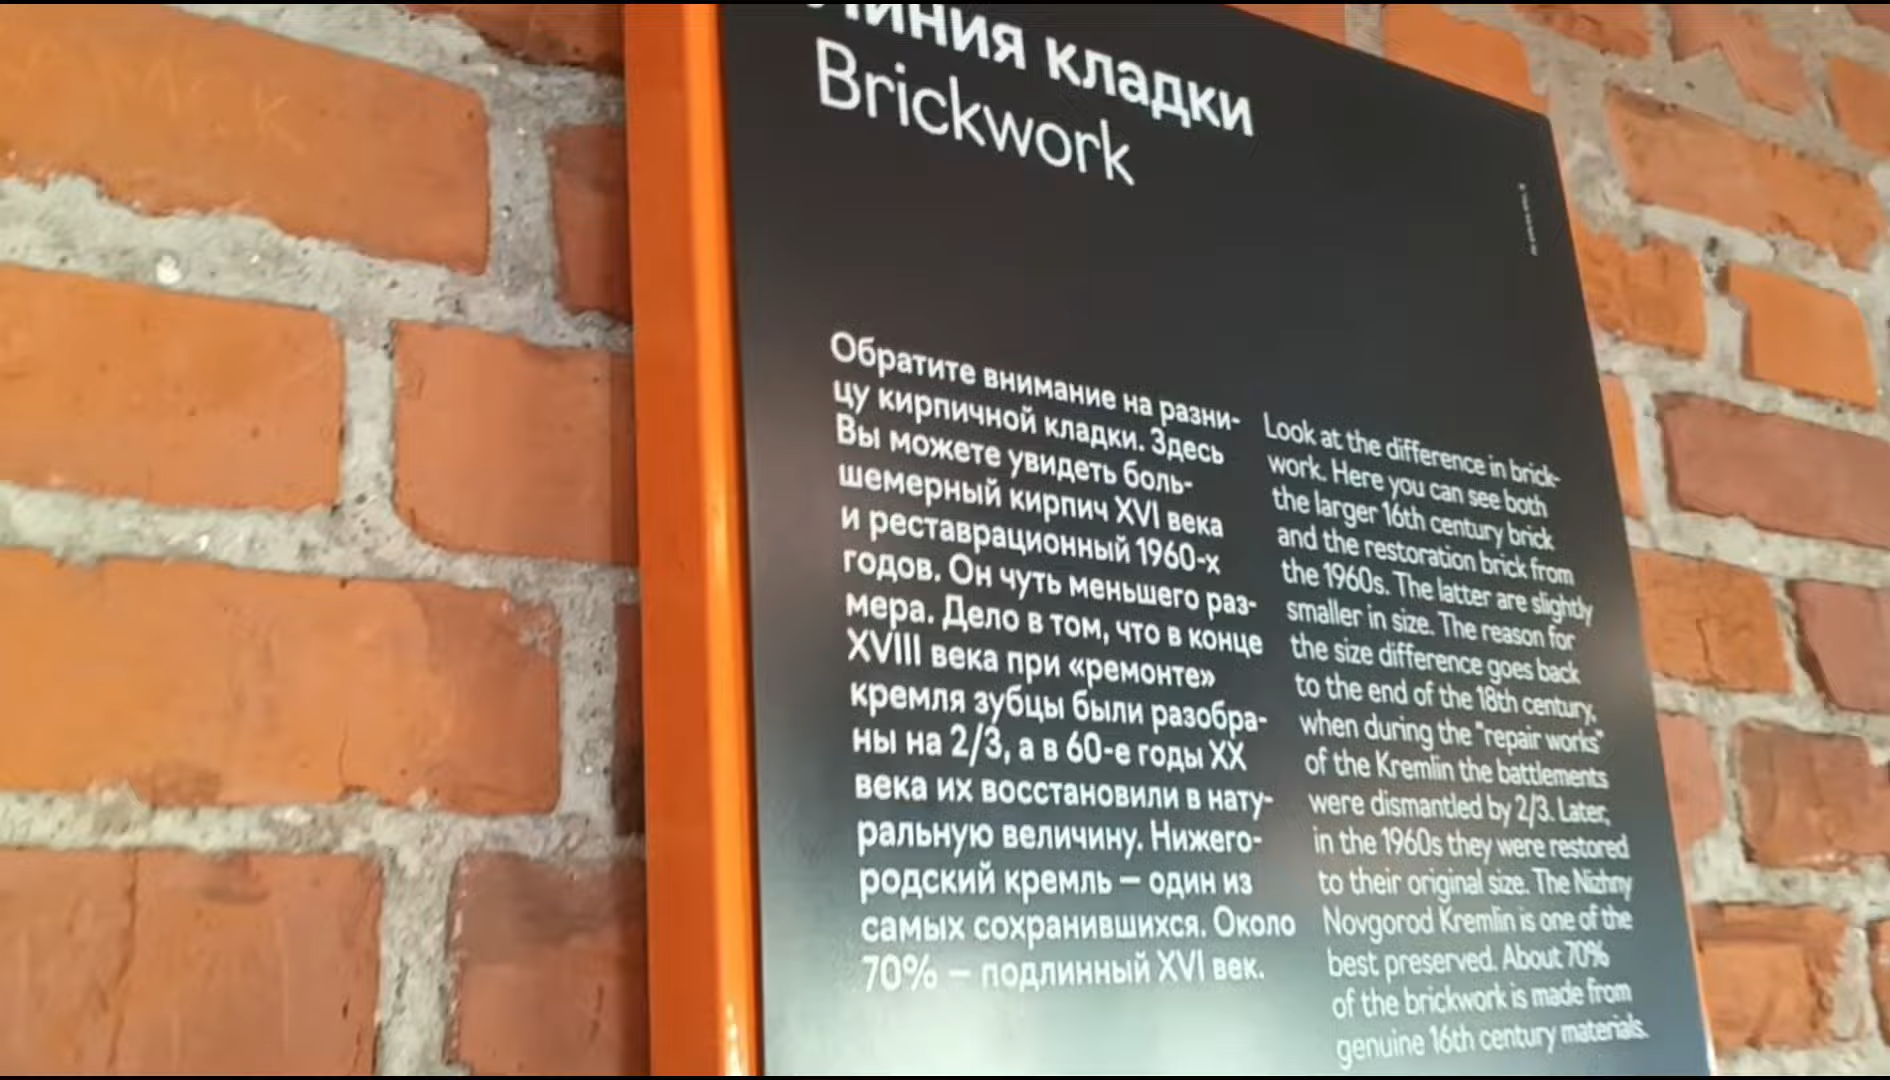 Линия кладки
Brickwork
Обратите внимание на разни-
цу кирпичной кладки. Здесь
Вы можете увидеть боль-
шемерный кирпич XVI века
и реставрационный 1960-х
годов. Он чуть меньшего раз-
мера. Дело в том, что в конце
XVIII века при «ремонте»
кремля зубцы были разобра-
ны на 2/3, а в 60-е годы XX
века их восстановили в нату-
ральную величину. Нижего-
родский кремль — один из
самых сохранившихся. Около
70% — подлинный XVI век.
Look at the difference in brick-
work. Here you can see both
the larger 16th century brick
and the restoration brick from
the 1960s. The latter are slightly
smaller in size. The reason for
the size difference goes back
to the end of the 18th century,
when during the "repair works"
of the Kremlin the battlements
were dismantled by 2/3. Later,
in the 1960s they were restored
to their original size. The Nizhny
Novgorod Kremlin is one of the
best preserved. About 70%
of the brickwork is made from
genuine 16th century materials.